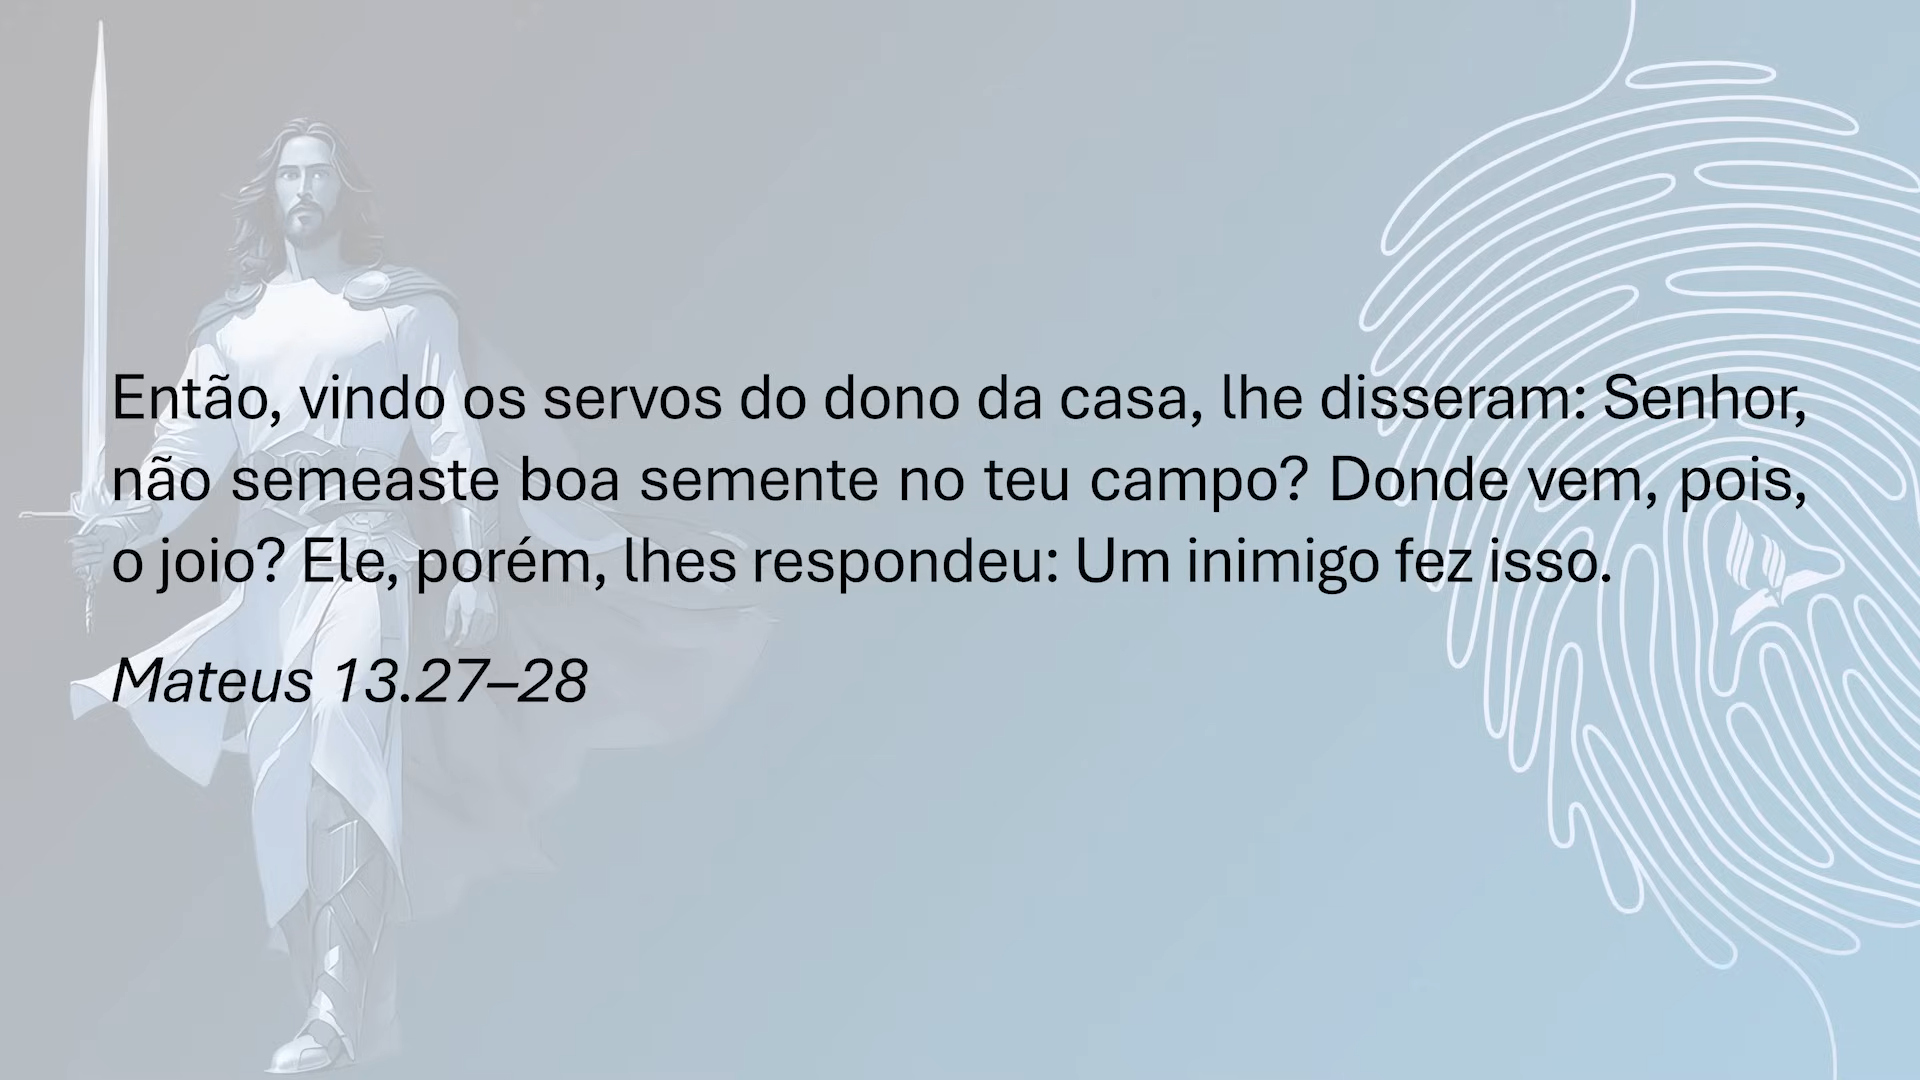 Então, vindo os servos do dono da casa, lhe disseram: Senhor,
não semeaste boa semente no teu campo? Donde vem, pois,
o joio? Ele, porém, lhes respondeu: Um inimigo fez isso.
Mateus 13.27–28